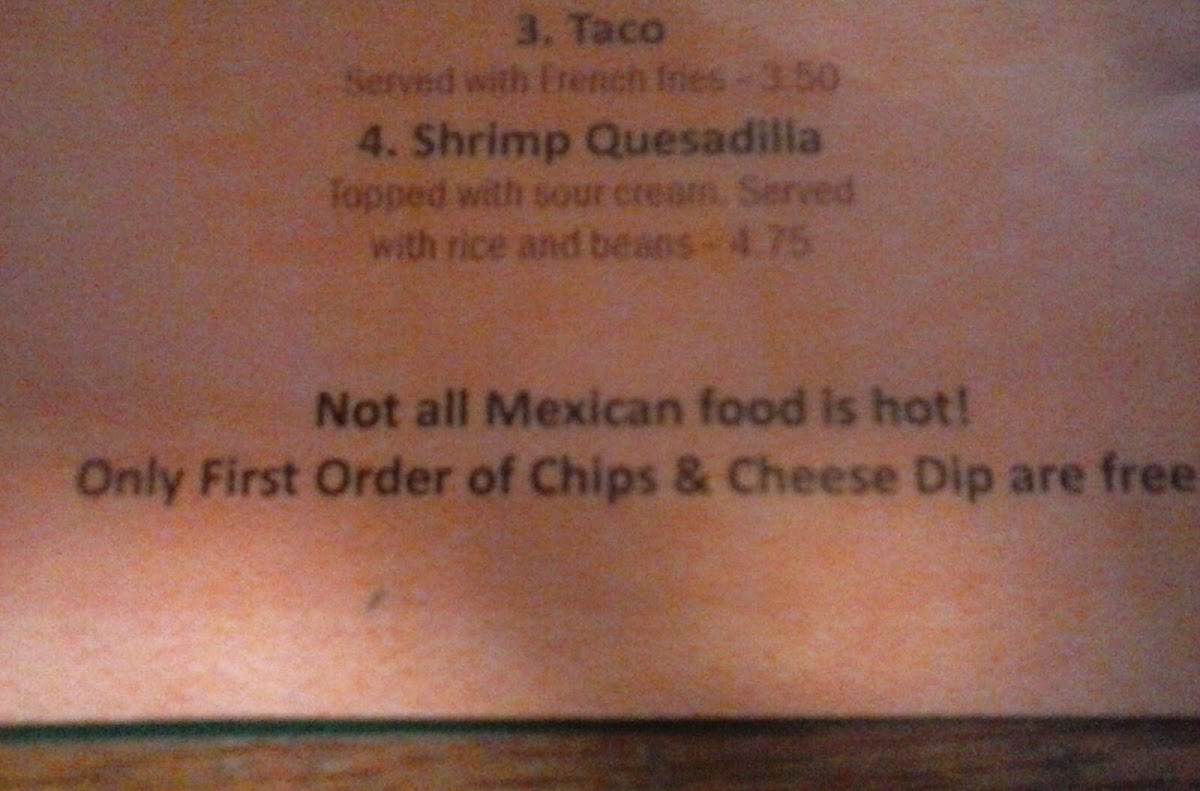 3. Taco
Served with French fries - 3.50
4. Shrimp Quesadilla
Topped with sour cream. Served
with rice and beans - 4.75
Not all Mexican food is hot!
Only First Order of Chips & Cheese Dip are free